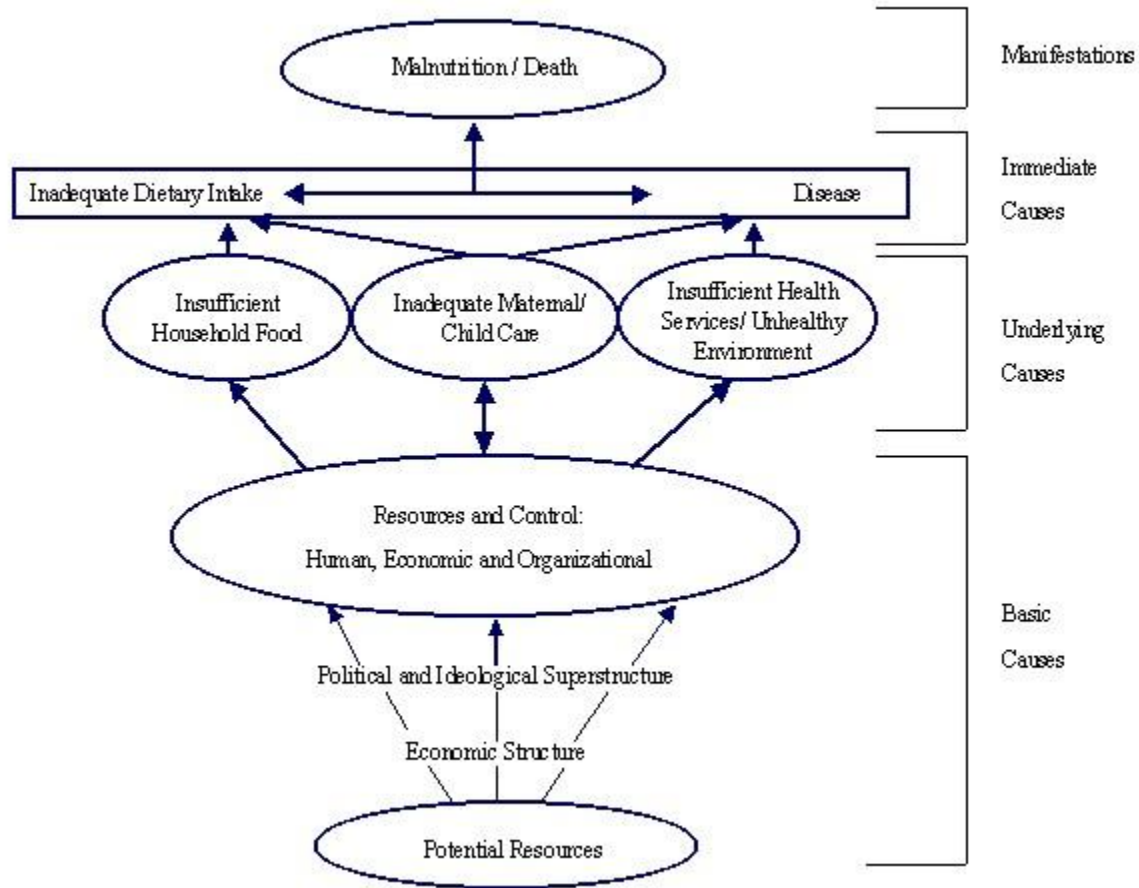 Malnutrition / Death
Manifestations
Inadequate Dietary Intake
Disease
Immediate
Causes
Insufficient
Household Food
Inadequate Maternal/
Child Care
Insufficient Health
Services/ Unhealthy
Environment
Underlying
Causes
Resources and Control:
Human, Economic and Organizational
Political and Ideological Superstructure
Economic Structure
Potential Resources
Basic
Causes